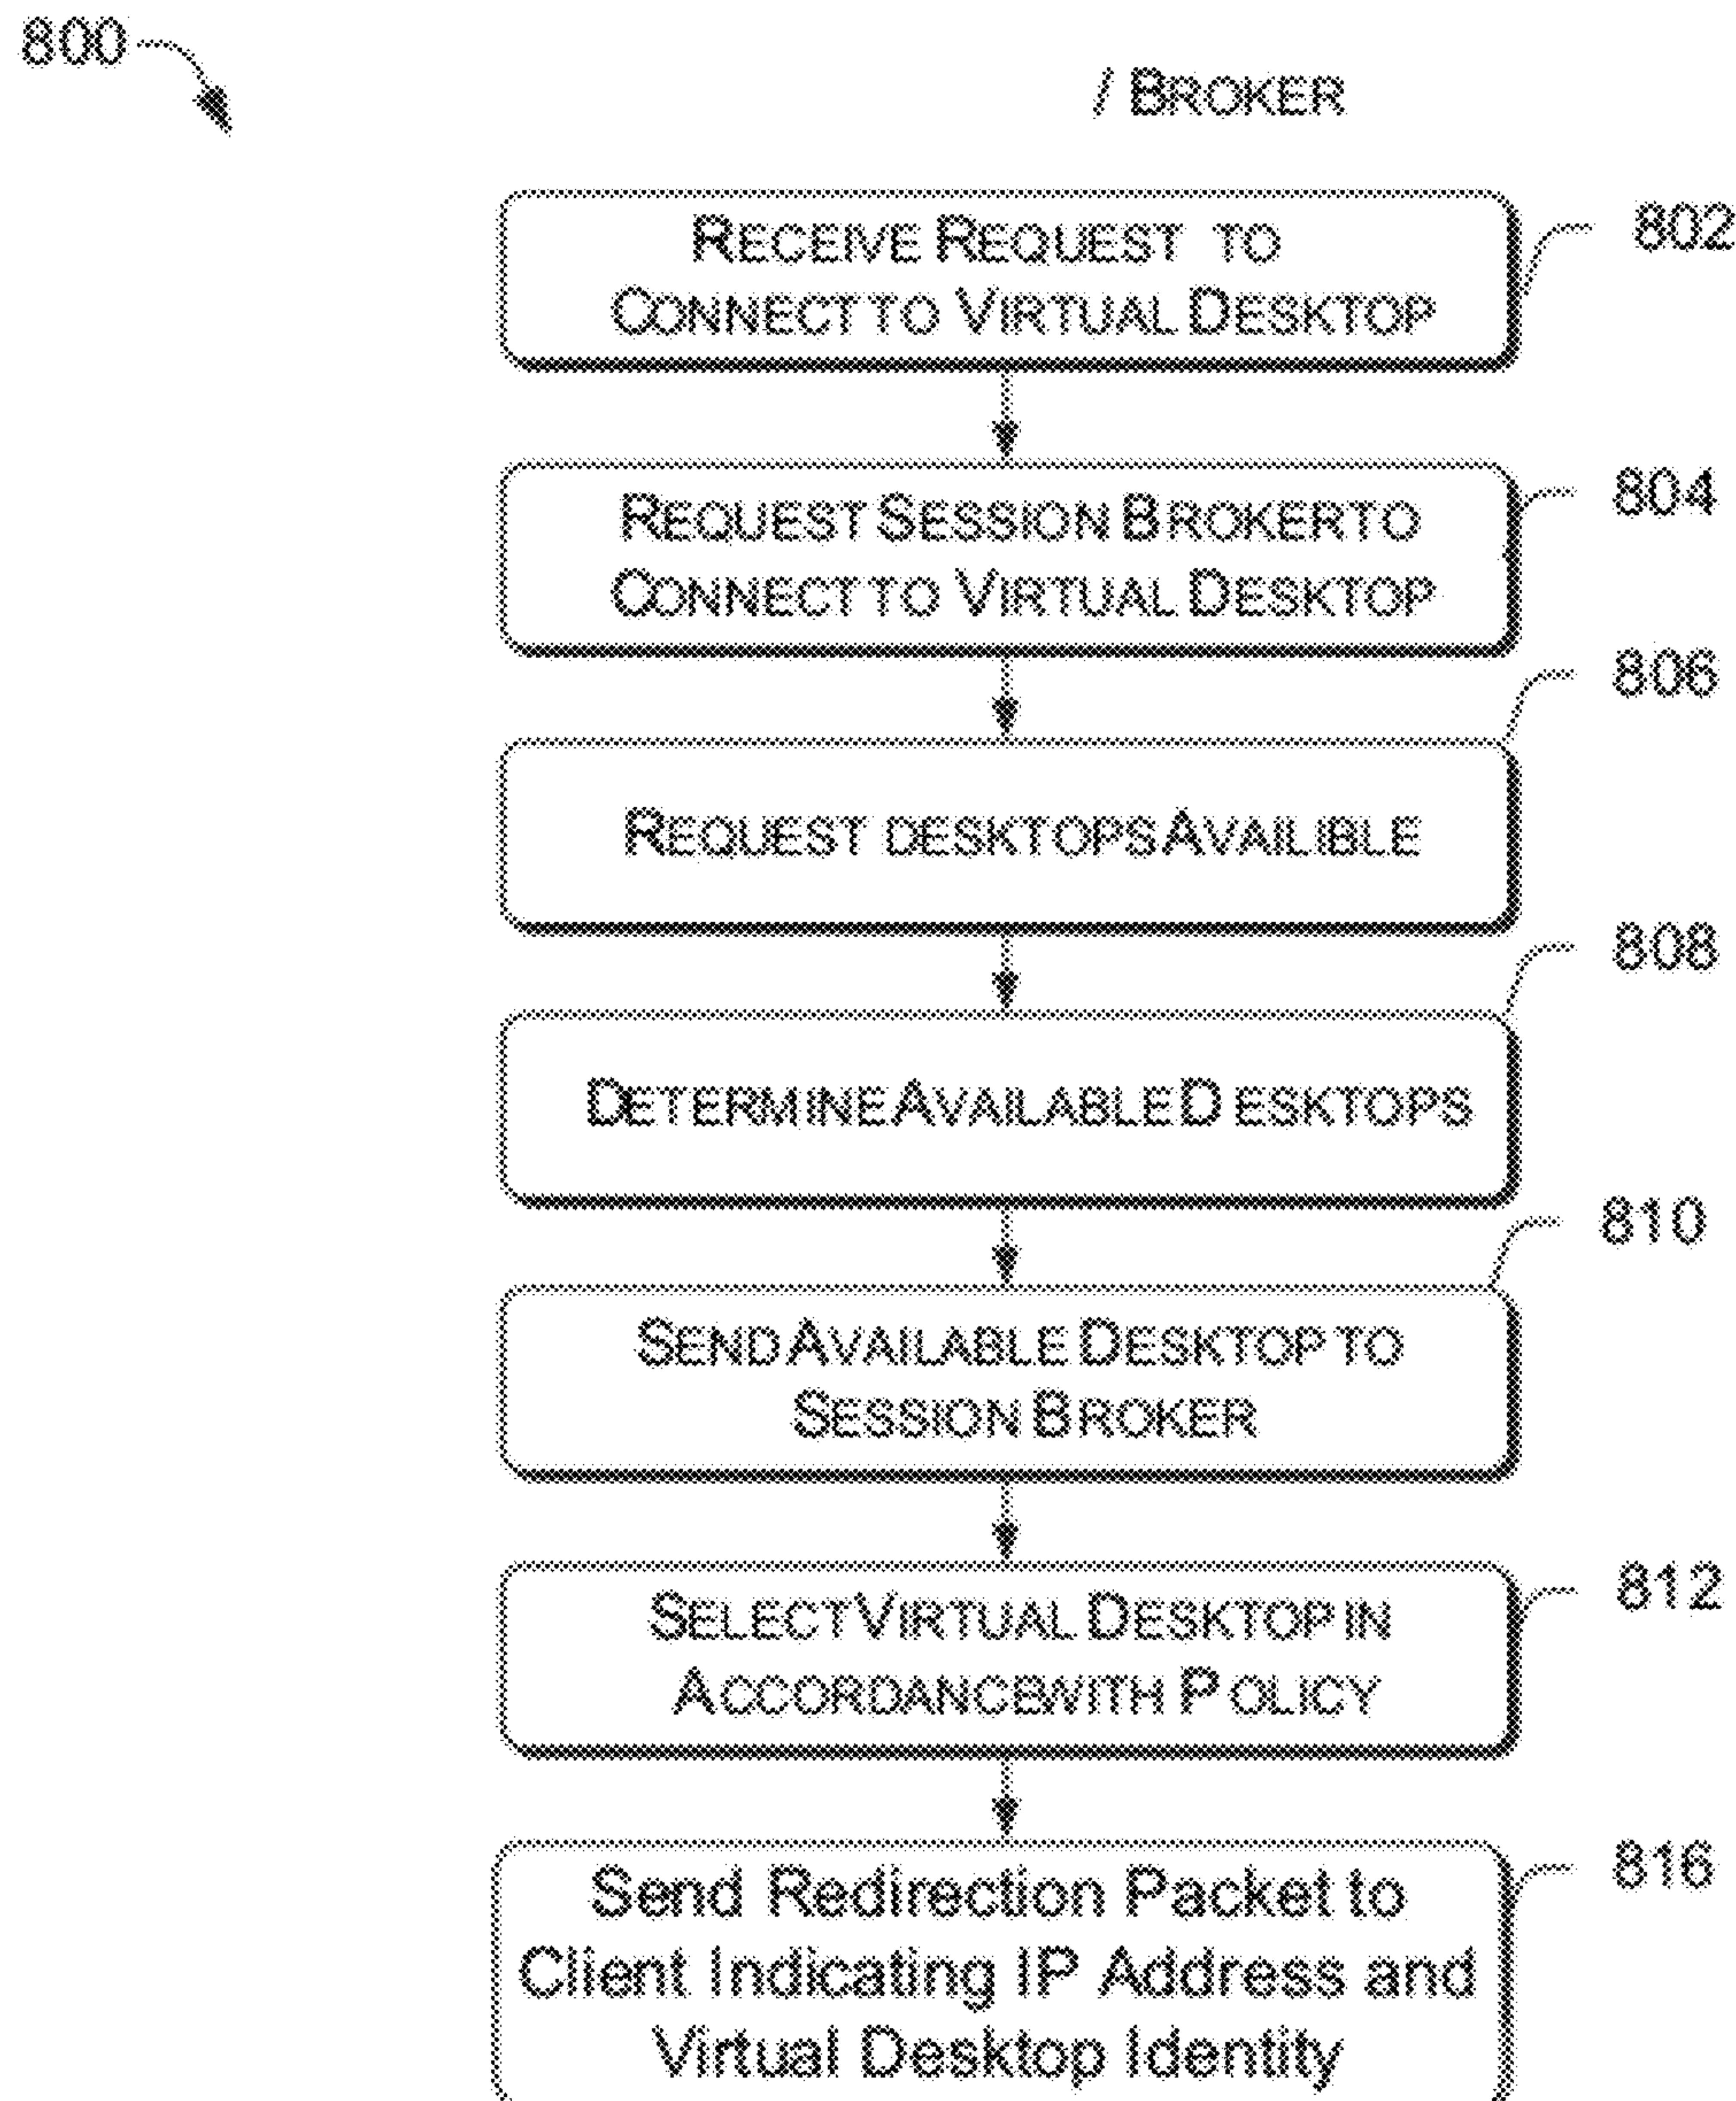 800
/ BROKER
RECEIVE REQUEST TO
CONNECT TO VIRTUAL DESKTOP
802
REQUEST SESSION BROKER TO
CONNECT TO VIRTUAL DESKTOP
804
806
REQUEST DESKTOPS AVAILIBLE
808
DETERMINE AVAILABLE DESKTOPS
810
SEND AVAILABLE DESKTOP TO
SESSION BROKER
812
SELECT VIRTUAL DESKTOP IN
ACCORDANCE WITH POLICY
816
Send Redirection Packet to
Client Indicating IP Address and
Virtual Desktop Identity